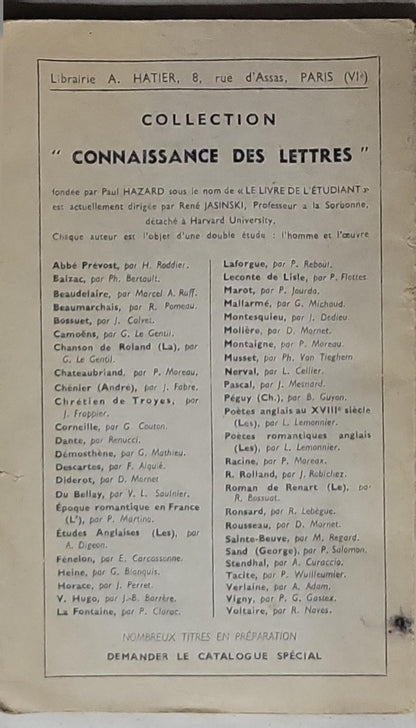 Librairie A. HATIER, 8, rue d'Assas, PARIS (VIᵉ)
COLLECTION
“ CONNAISSANCE DES LETTRES ”
fondée par Paul HAZARD sous le nom de « LE LIVRE DE L'ÉTUDIANT »
est actuellement dirigée par René JASINSKI, Professeur a la Sorbonne,
détaché à Harvard University,
Chaque auteur est l'objet d'une double étude : l'homme et l'œuvre
Abbé Prévost, par H. Roddier.
Balzac, par Ph. Bertault.
Beaudelaire, par Marcel A. Ruff.
Beaumarchais, par R. Pomeau.
Bossuet, par J. Calvet.
Camoëns, par G. Le Gentil.
Chanson de Roland (La), par
G. Le Gentil.
Chateaubriand, par P. Moreau.
Chénier (André), par J. Fabre.
Chrétien de Troyes, par
J. Frappier.
Corneille, par G. Couton.
Dante, par Renucci.
Démosthène, par G. Mathieu.
Descartes, par F. Alquié.
Diderot, par D. Mornet
Du Bellay, par V. L. Saulnier.
Époque romantique en France
(L'), par P. Martino.
Études Anglaises (Les), par
A. Digeon.
Fénelon, par E. Carcassonne.
Heine, par G. Bianquis.
Horace, par J. Perret.
V. Hugo, par J.-B. Barrère.
La Fontaine, par P. Clarac.
Laforgue, par P. Reboul.
Leconte de Lisle, par P. Flottes.
Marot, par P. Jourda.
Mallarmé, par G. Michaud.
Montesquieu, par J. Dedieu.
Molière, par D. Mornet.
Montaigne, par P. Moreau.
Musset, par Ph. Van Tieghem
Nerval, par L. Cellier.
Pascal, par J. Mesnard.
Péguy (Ch.), par B. Guyon.
Poètes anglais au XVIIIᵉ siècle
(Les), par L. Lemonnier.
Poètes romantiques anglais
(Les), par L. Lemonnier.
Racine, par P. Moreau.
R. Rolland, par J. Robichez.
Roman de Renart (Le), par
R. Bossuat.
Ronsard, par R. Lebègue.
Rousseau, par D. Mornet.
Sainte-Beuve, par M. Regard.
Sand (George), par P. Salomon.
Stendhal, par A. Caraccio.
Tacite, par P. Wuilleumier.
Verlaine, par A. Adam.
Vigny, par P. G. Gastex.
Voltaire, par R. Naves.
NOMBREUX TITRES EN PRÉPARATION
DEMANDER LE CATALOGUE SPÉCIAL